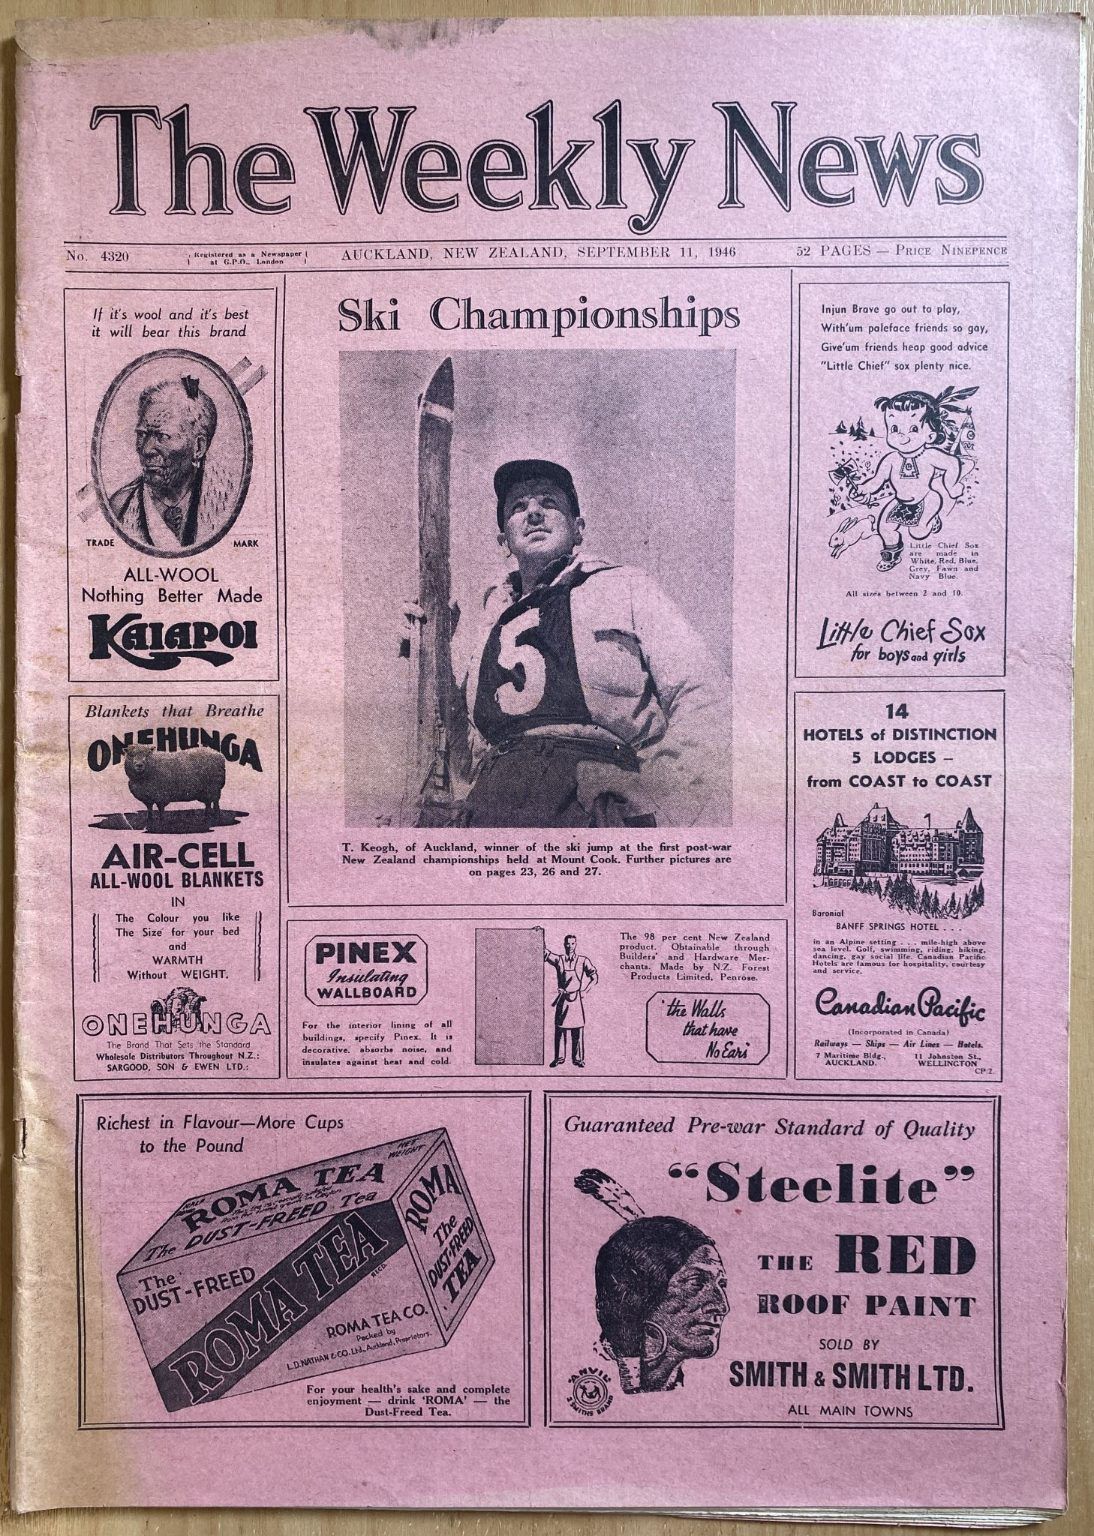 The Weekly News
No. 4320
Registered as a Newspaper
at G.P.O., London
AUCKLAND, NEW ZEALAND, SEPTEMBER 11, 1946
52 PAGES — PRICE NINEPENCE
If it's wool and it's best
it will bear this brand
TRADE MARK
ALL-WOOL
Nothing Better Made
KAIAPOI
Blankets that Breathe
ONEHUNGA
AIR-CELL
ALL-WOOL BLANKETS
IN
The Colour you like
The Size for your bed
and
WARMTH
Without WEIGHT.
ONEHUNGA
The Brand That Sets the Standard
Wholesale Distributors Throughout N.Z.:
SARGOOD, SON & EWEN LTD.:
Ski Championships
5
T. Keogh, of Auckland, winner of the ski jump at the first post-war
New Zealand championships held at Mount Cook. Further pictures are
on pages 23, 26 and 27.
PINEX
Insulating
WALLBOARD
For the interior lining of all
buildings, specify Pinex. It is
decorative, absorbs noise, and
insulates against heat and cold.
The 98 per cent New Zealand
product. Obtainable through
Builders' and Hardware Mer-
chants. Made by N.Z. Forest
Products Limited, Penrose.
'the Walls
that have
No Ears'
Injun Brave go out to play,
With'um paleface friends so gay,
Give'um friends heap good advice
"Little Chief" sox plenty nice.
Little Chief Sox
are made in
White, Red, Blue,
Grey, Fawn and
Navy Blue.
All sizes between 2 and 10.
Little Chief Sox
for boys and girls
14
HOTELS of DISTINCTION
5 LODGES –
from COAST to COAST
Baronial
BANFF SPRINGS HOTEL . . .
in an Alpine setting . . . mile-high above
sea level. Golf, swimming, riding, hiking,
dancing, gay social life. Canadian Pacific
Hotels are famous for hospitality, courtesy
and service.
Canadian Pacific
(Incorporated in Canada)
Railways — Ships — Air Lines — Hotels.
7 Maritime Bldg., 11 Johnston St.,
AUCKLAND. WELLINGTON
CP.2.
Richest in Flavour—More Cups
to the Pound
NET
WEIGHT
ROMA TEA
The DUST-FREED Tea
ROMA
The
DUST-FREED
TEA
The
DUST-FREED
ROMA TEA
REGD.
ROMA TEA CO.
Packed by
L.D. NATHAN & CO. Ltd., Auckland, Proprietors.
For your health's sake and complete
enjoyment — drink 'ROMA' — the
Dust-Freed Tea.
Guaranteed Pre-war Standard of Quality
"Steelite"
THE RED
ROOF PAINT
SOLD BY
SMITH & SMITH LTD.
ALL MAIN TOWNS
ANVIL